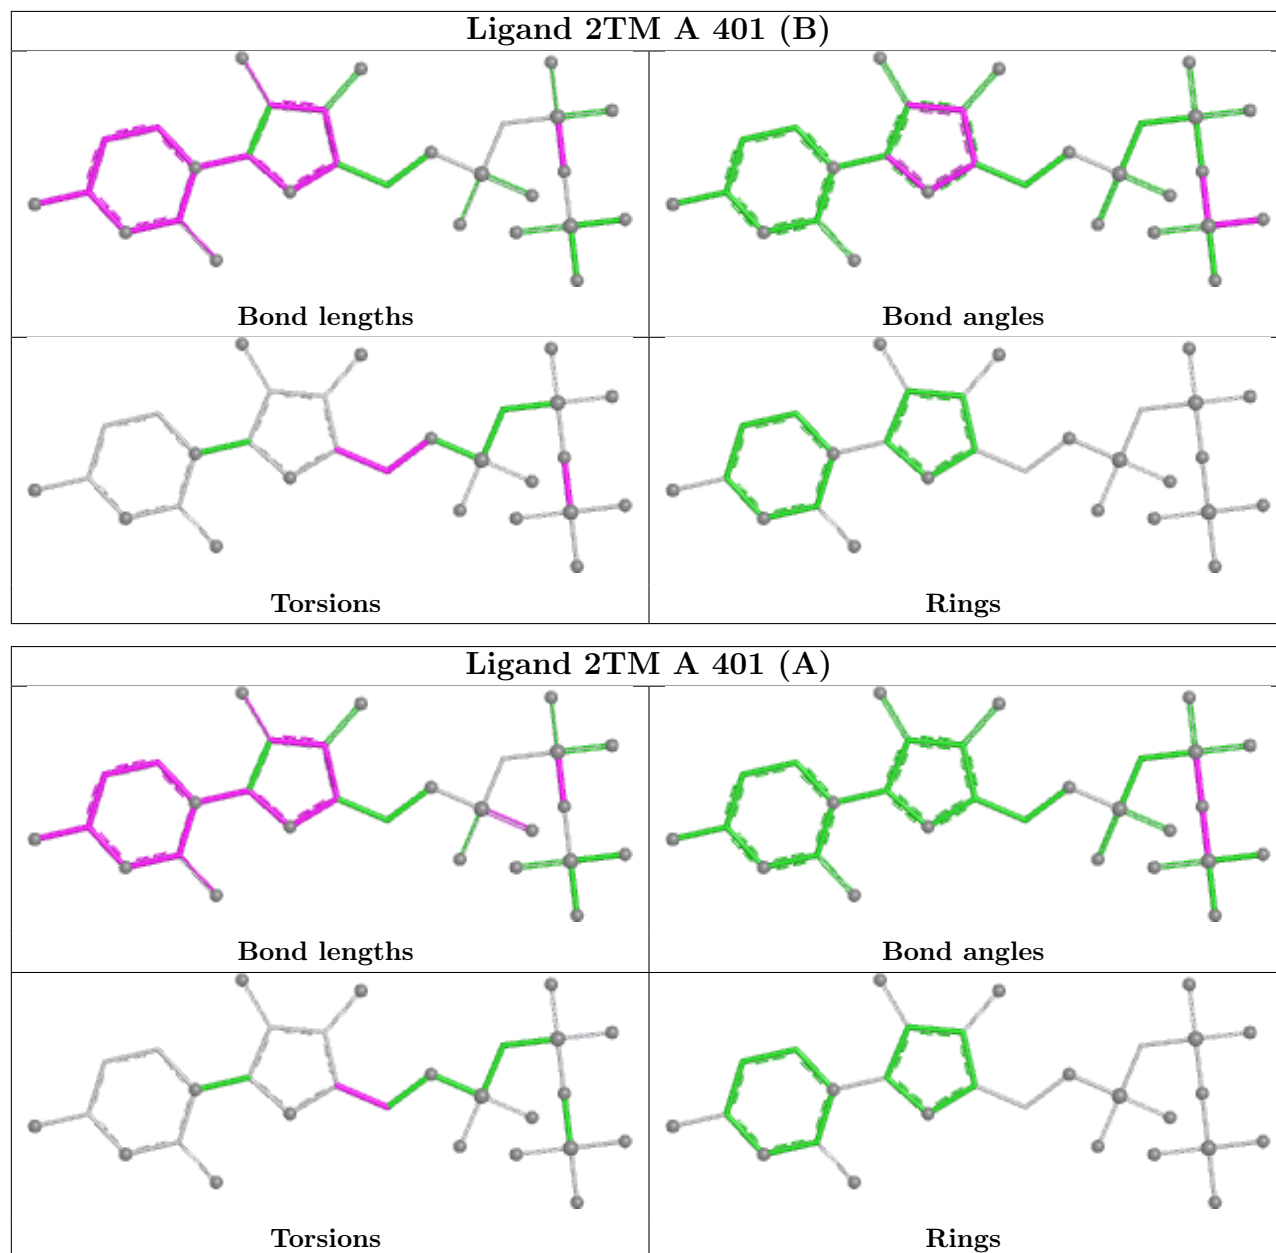 Ligand 2TM A 401 (B)
Bond lengths
Bond angles
Torsions
Rings
Ligand 2TM A 401 (A)
Bond lengths
Bond angles
Torsions
Rings